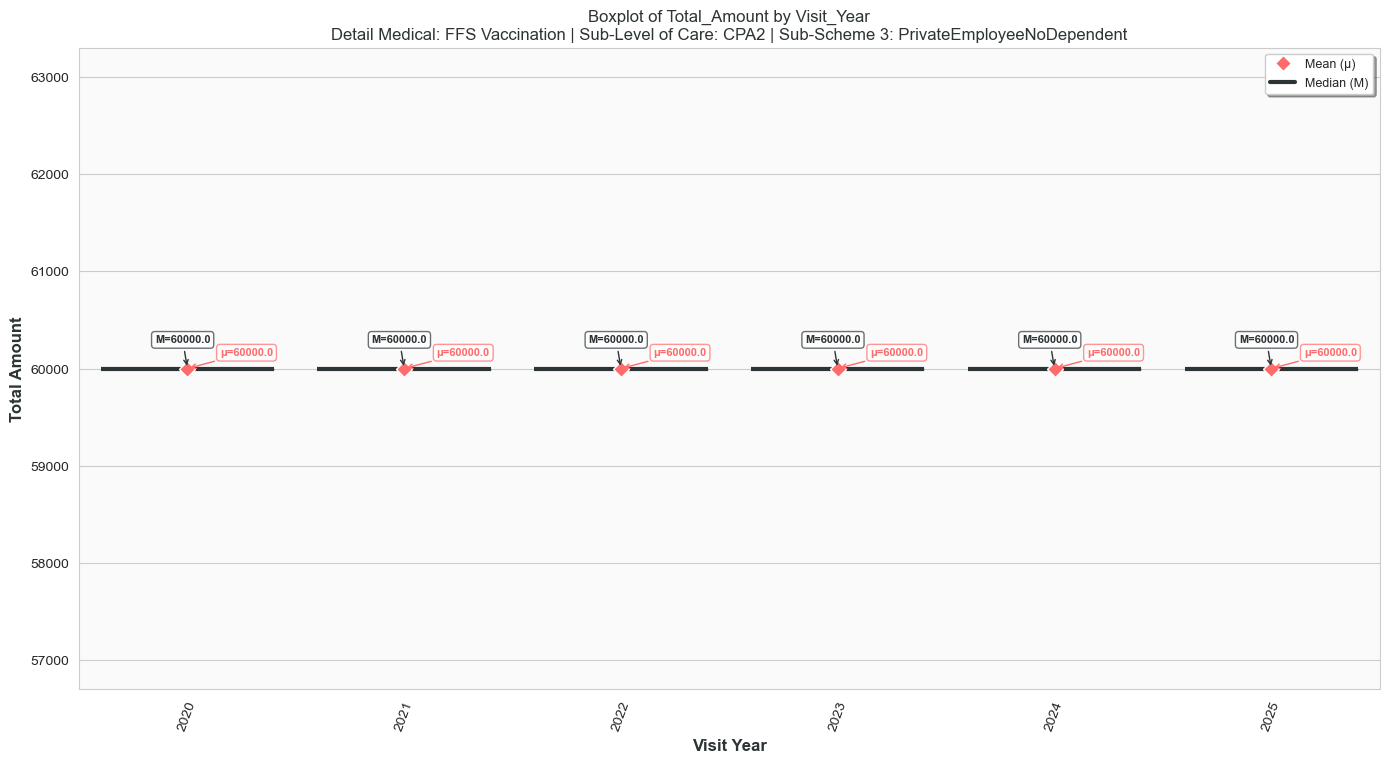 Boxplot of Total_Amount by Visit_Year
Detail Medical: FFS Vaccination | Sub-Level of Care: CPA2 | Sub-Scheme 3: PrivateEmployeeNoDependent
Mean (μ)
Median (M)
Total Amount
63000
62000
61000
60000
59000
58000
57000
M=60000.0
μ=60000.0
M=60000.0
μ=60000.0
M=60000.0
μ=60000.0
M=60000.0
μ=60000.0
M=60000.0
μ=60000.0
M=60000.0
μ=60000.0
2020
2021
2022
2023
2024
2025
Visit Year